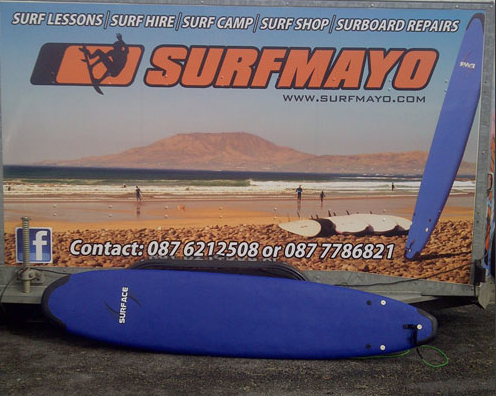 SURF LESSONS | SURF HIRE | SURF CAMP | SURF SHOP | SURBOARD REPAIRS
SURFMAYO
WWW.SURFMAYO.COM
f
Contact: 087 6212508 or 087 7786821
SURFACE